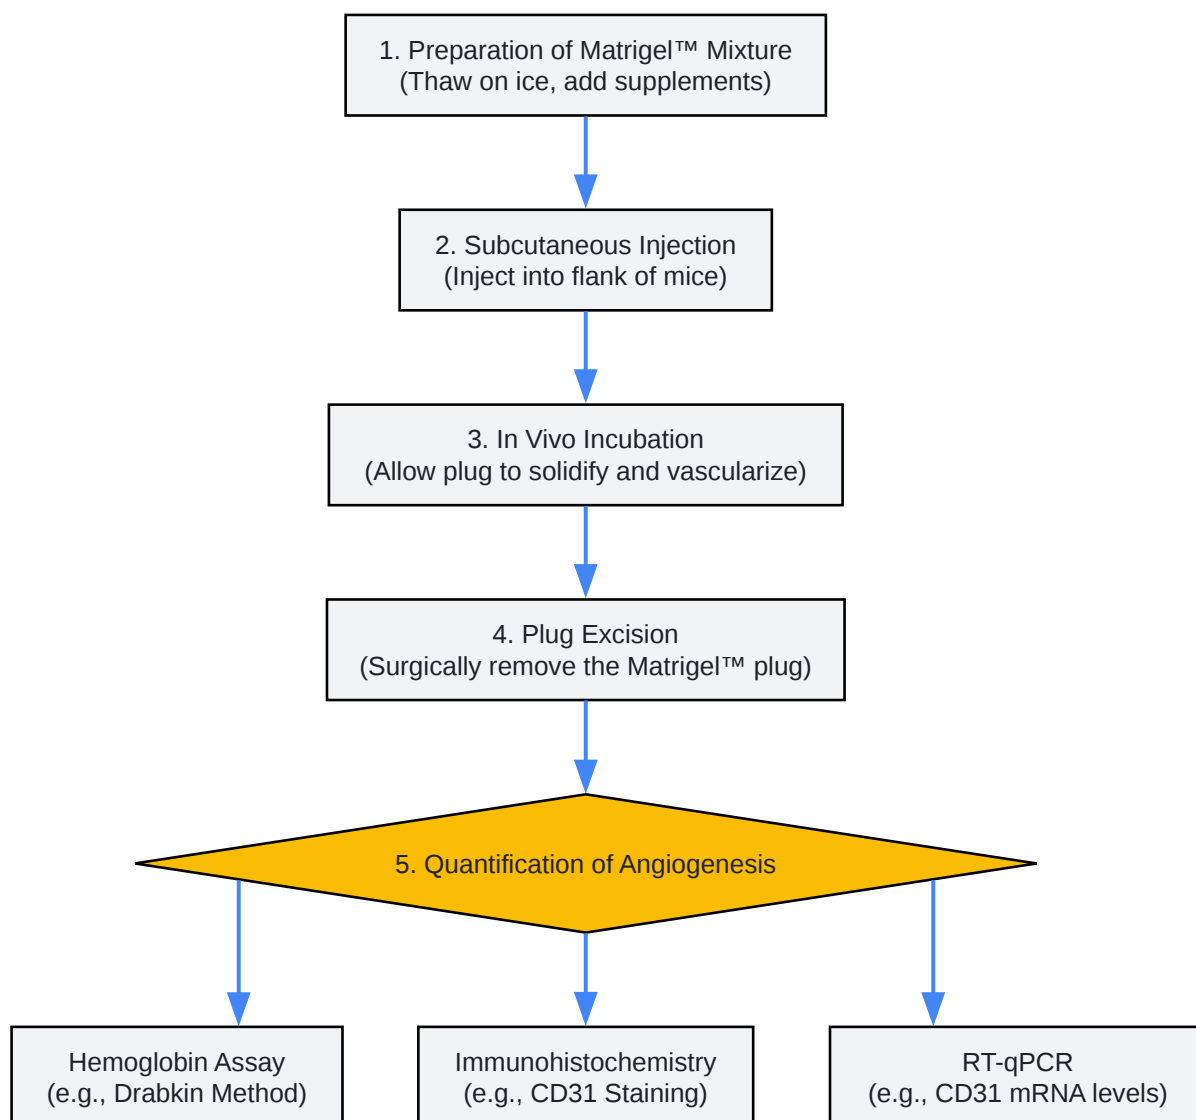 1. Preparation of Matrigel™ Mixture
(Thaw on ice, add supplements)
2. Subcutaneous Injection
(Inject into flank of mice)
3. In Vivo Incubation
(Allow plug to solidify and vascularize)
4. Plug Excision
(Surgically remove the Matrigel™ plug)
5. Quantification of Angiogenesis
Hemoglobin Assay
(e.g., Drabkin Method)
Immunohistochemistry
(e.g., CD31 Staining)
RT-qPCR
(e.g., CD31 mRNA levels)